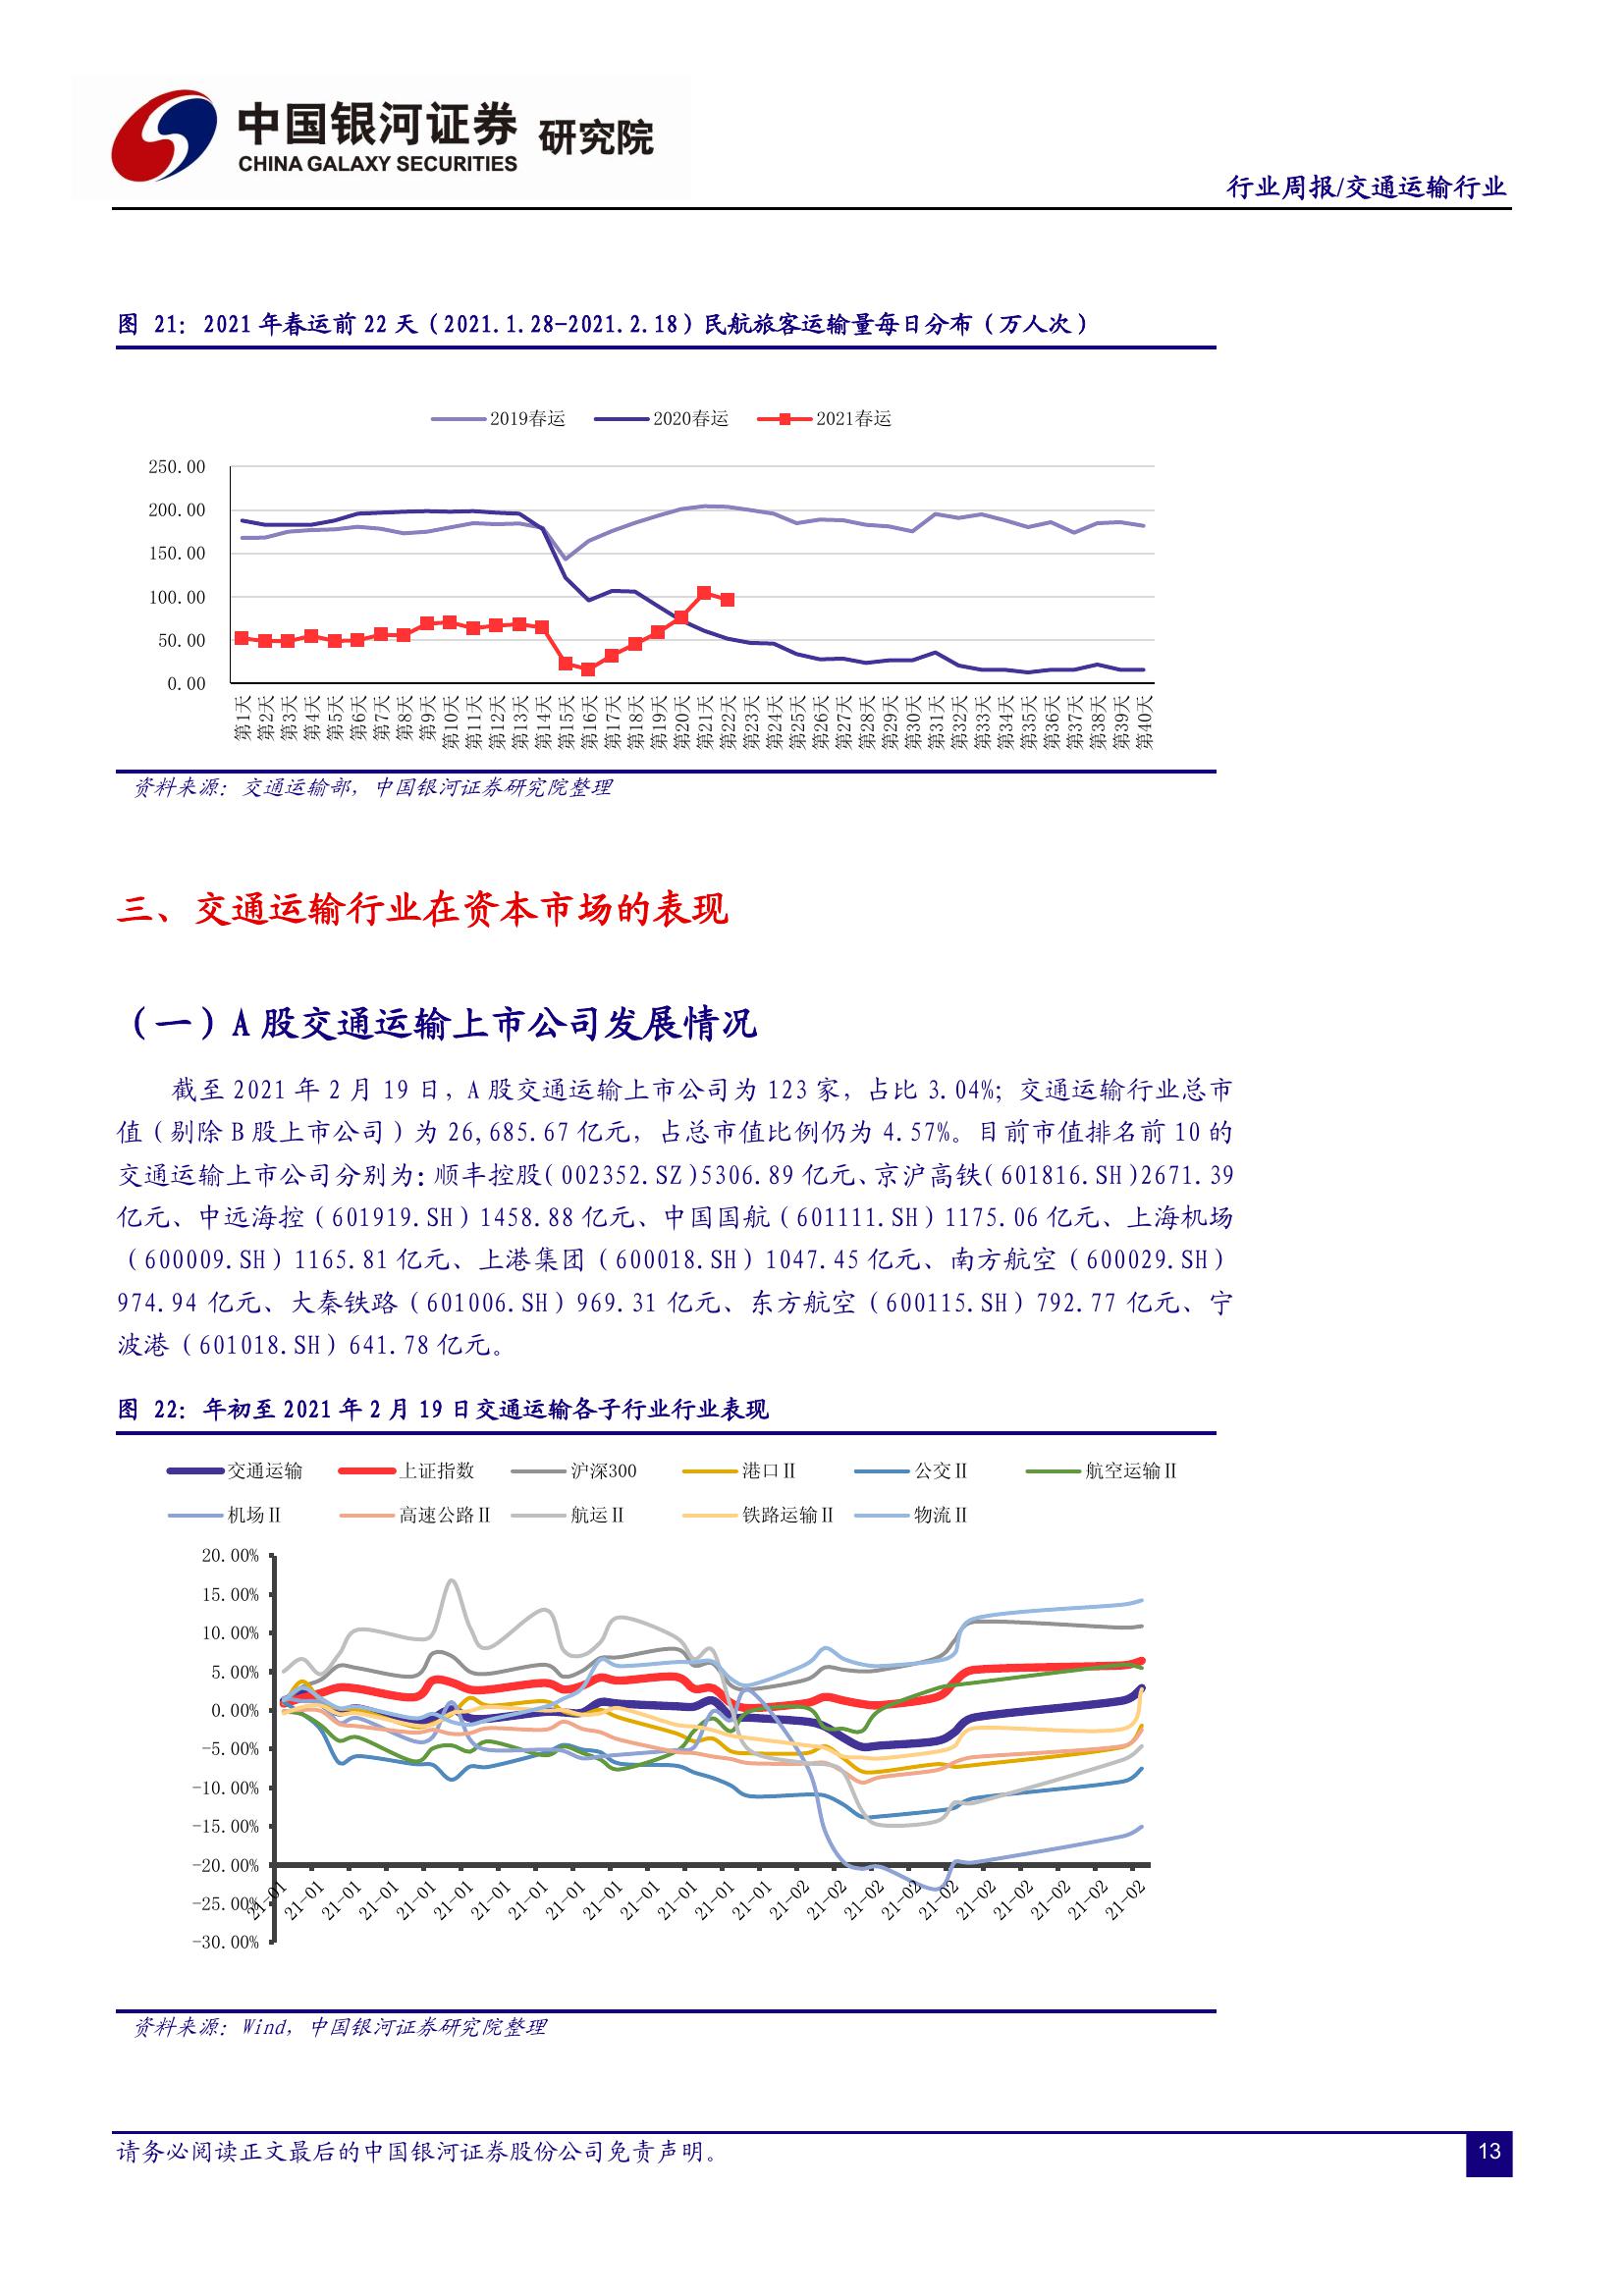 中国银河证券 研究院
CHINA GALAXY SECURITIES
行业周报/交通运输行业
图 21: 2021 年春运前 22 天（2021.1.28-2021.2.18）民航旅客运输量每日分布（万人次）
2019春运 2020春运 2021春运
250.00
200.00
150.00
100.00
50.00
0.00
第1天 第2天 第3天 第4天 第5天 第6天 第7天 第8天 第9天 第10天 第11天 第12天 第13天 第14天 第15天 第16天 第17天 第18天 第19天 第20天 第21天 第22天 第23天 第24天 第25天 第26天 第27天 第28天 第29天 第30天 第31天 第32天 第33天 第34天 第35天 第36天 第37天 第38天 第39天 第40天
资料来源：交通运输部，中国银河证券研究院整理
三、交通运输行业在资本市场的表现
（一）A 股交通运输上市公司发展情况
截至 2021 年 2 月 19 日，A 股交通运输上市公司为 123 家，占比 3.04%；交通运输行业总市
值（剔除 B 股上市公司）为 26,685.67 亿元，占总市值比例仍为 4.57%。目前市值排名前 10 的
交通运输上市公司分别为：顺丰控股(002352.SZ)5306.89 亿元、京沪高铁(601816.SH)2671.39
亿元、中远海控（601919.SH）1458.88 亿元、中国国航（601111.SH）1175.06 亿元、上海机场
（600009.SH）1165.81 亿元、上港集团（600018.SH）1047.45 亿元、南方航空（600029.SH）
974.94 亿元、大秦铁路（601006.SH）969.31 亿元、东方航空（600115.SH）792.77 亿元、宁
波港（601018.SH）641.78 亿元。
图 22: 年初至 2021 年 2 月 19 日交通运输各子行业行业表现
交通运输 上证指数 沪深300 港口Ⅱ 公交Ⅱ 航空运输Ⅱ
机场Ⅱ 高速公路Ⅱ 航运Ⅱ 铁路运输Ⅱ 物流Ⅱ
20.00%
15.00%
10.00%
5.00%
0.00%
-5.00%
-10.00%
-15.00%
-20.00%
-25.00%
-30.00%
21-01 21-01 21-01 21-01 21-01 21-01 21-01 21-01 21-01 21-01 21-01 21-01 21-01 21-01 21-02 21-02 21-02 21-02 21-02 21-02 21-02 21-02 21-02 21-02
资料来源：Wind，中国银河证券研究院整理
请务必阅读正文最后的中国银河证券股份公司免责声明。
13